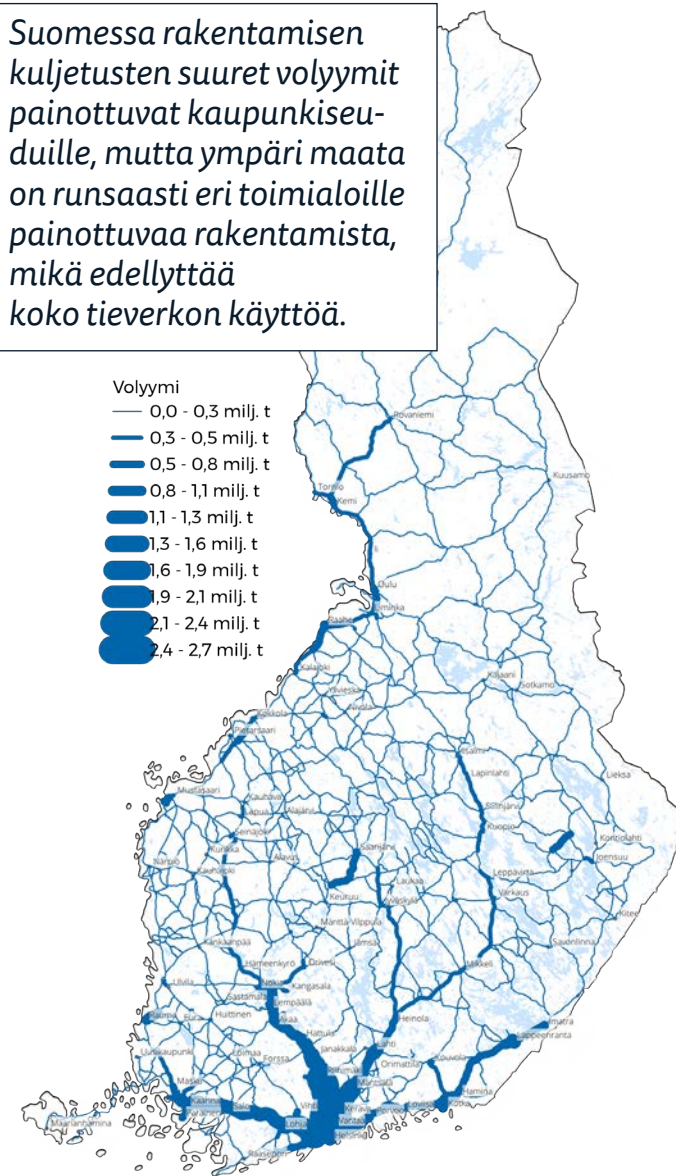 Suomessa rakentamisen
kuljetusten suuret volyymit
painottuvat kaupunkiseu-
duille, mutta ympäri maata
on runsaasti eri toimialoille
painottuvaa rakentamista,
mikä edellyttää
koko tieverkon käyttöä.
Volyymi
0,0 - 0,3 milj. t
0,3 - 0,5 milj. t
0,5 - 0,8 milj. t
0,8 - 1,1 milj. t
1,1 - 1,3 milj. t
1,3 - 1,6 milj. t
1,6 - 1,9 milj. t
1,9 - 2,1 milj. t
2,1 - 2,4 milj. t
2,4 - 2,7 milj. t
Rovaniemi
Kuusamo
Tornio
Kemi
Oulu
Liminka
Raahe
Kalajoki
Kajaani
Sotkamo
Ylivieska
Nivala
Kokkola
Pietarsaari
Iisalmi
Lapinlahti
Lieksa
Mustasaari
Kauhava
Lapua
Alajärvi
Siilinjärvi
Kuopio
Seinäjoki
Kontiolahti
Joensuu
Kurikka
Närpiö
Alavus
Kauhajoki
Saarijärvi
Laukaa
Leppävirta
Keuruu
Jyväskylä
Varkaus
Kitee
Mänttä-Vilppula
Jämsä
Savonlinna
Kankaanpää
Hämeenkyrö
Orivesi
Mikkeli
Ulvila
Nokia
Kangasala
Sastamala
Lempäälä
Rauma
Eura
Huittinen
Akaa
Heinola
Imatra
Lappeenranta
Hattula
Janakkala
Lahti
Uusikaupunki
Loimaa
Forssa
Riihimäki
Orimattila
Kouvola
Masku
Mäntsälä
Hamina
Kaarina
Parainen
Salo
Vihti
Kerava
Porvoo
Loviisa
Kotka
Maarianhamina
Lohja
Vantaa
Helsinki
Raasepori